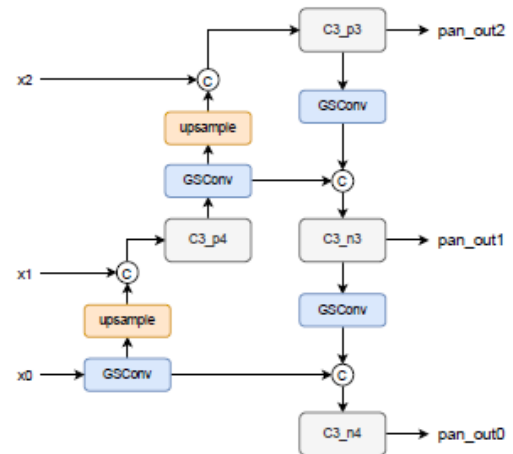 C3_p3
pan_out2
x2
C
GSConv
upsample
GSConv
C
C3_p4
C3_n3
pan_out1
x1
C
upsample
GSConv
x0
GSConv
C
C3_n4
pan_out0